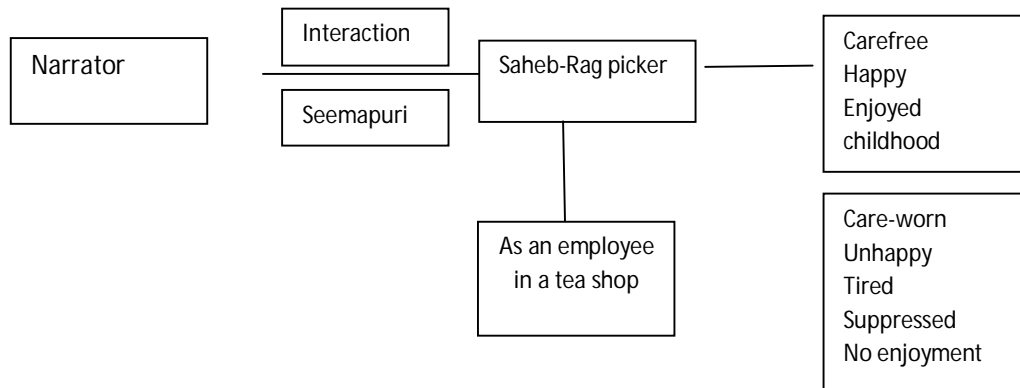 Narrator
Interaction
Seemapuri
Saheb-Rag picker
Carefree
Happy
Enjoyed
childhood
As an employee
in a tea shop
Care-worn
Unhappy
Tired
Suppressed
No enjoyment